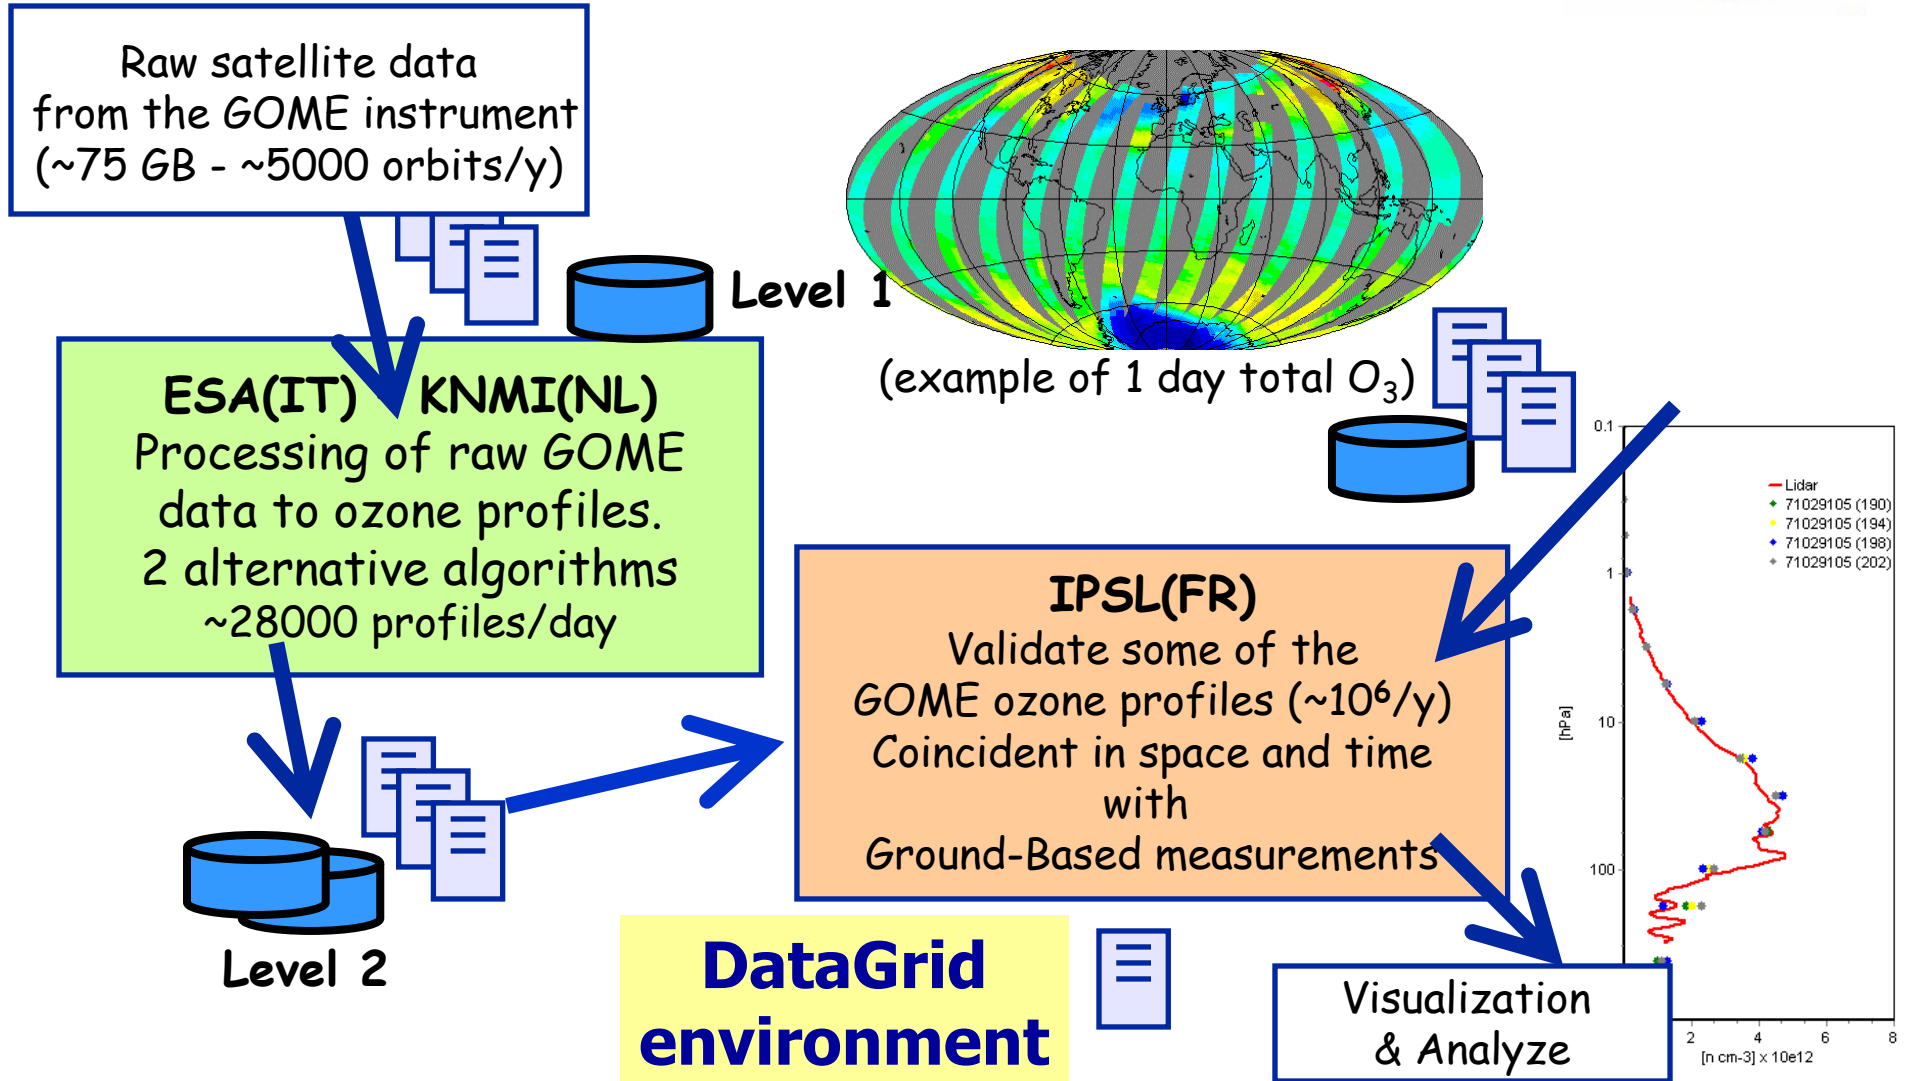 Raw satellite data
from the GOME instrument
(~75 GB - ~5000 orbits/y)
Level 1
(example of 1 day total O₃)
ESA(IT) KNMI(NL)
Processing of raw GOME
data to ozone profiles.
2 alternative algorithms
~28000 profiles/day
Level 2
IPSL(FR)
Validate some of the
GOME ozone profiles (~10⁶/y)
Coincident in space and time
with
Ground-Based measurements
DataGrid
environment
Visualization
& Analyze
0.1
1
10
100
[hPa]
Lidar
71029105 (190)
71029105 (194)
71029105 (198)
71029105 (202)
2 4 6 8
[n cm-3] x 10e12